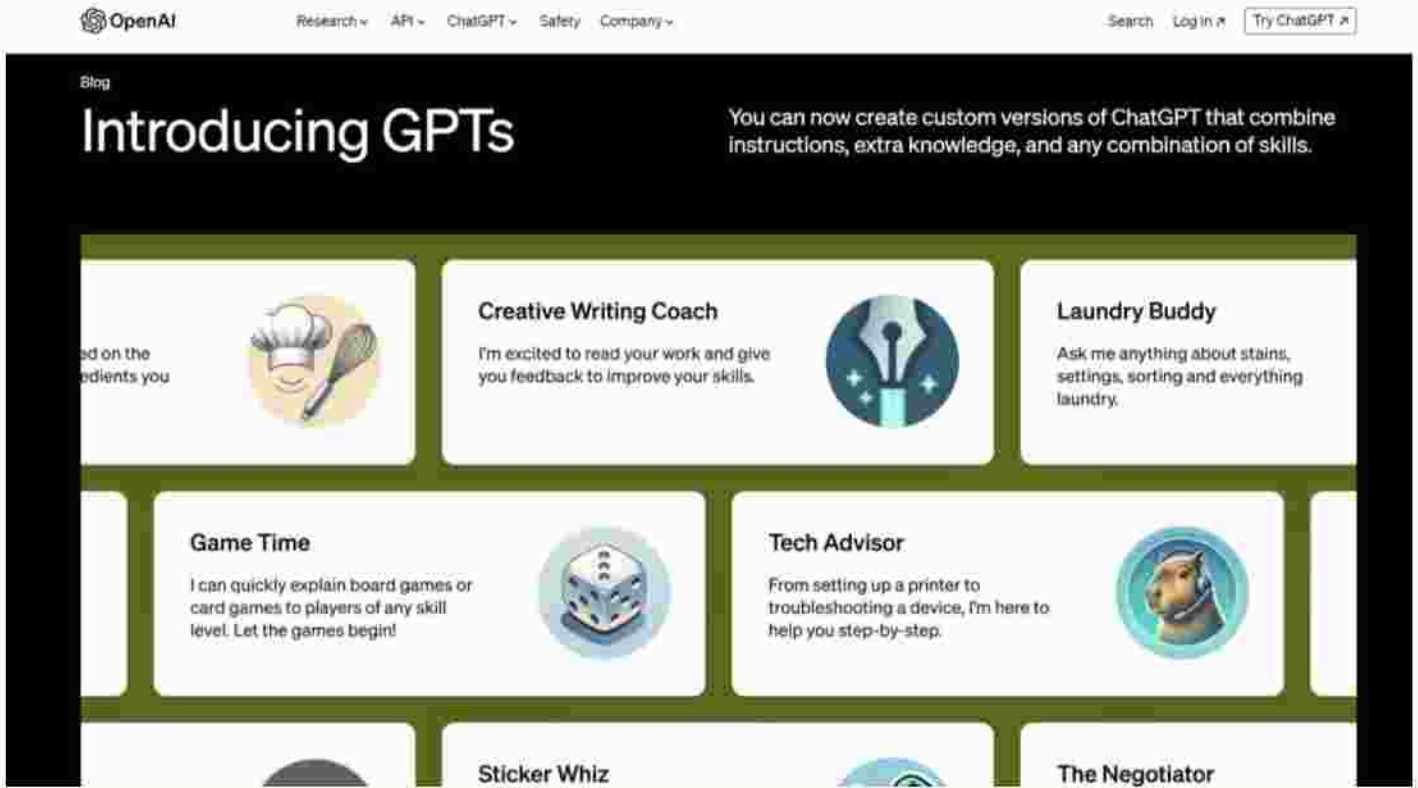 OpenAI
Research API ChatGPT Safety Company
Search Log in Try ChatGPT
Blog
Introducing GPTs
You can now create custom versions of ChatGPT that combine
instructions, extra knowledge, and any combination of skills.
ed on the
edients you
Creative Writing Coach
I'm excited to read your work and give
you feedback to improve your skills.
Laundry Buddy
Ask me anything about stains,
settings, sorting and everything
laundry.
Game Time
I can quickly explain board games or
card games to players of any skill
level. Let the games begin!
Tech Advisor
From setting up a printer to
troubleshooting a device, I'm here to
help you step-by-step.
Sticker Whiz
The Negotiator